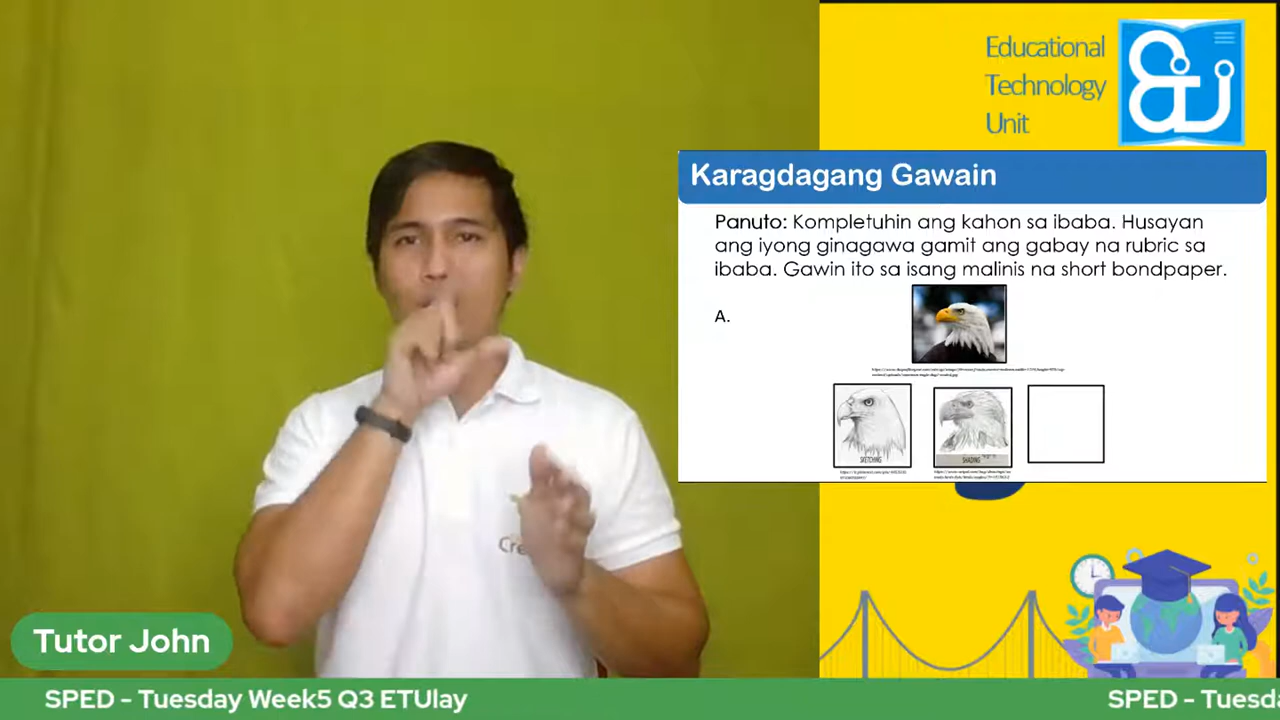 Educational
Technology
Unit
Karagdagang Gawain
Panuto: Kompletuhin ang kahon sa ibaba. Husayan
ang iyong ginagawa gamit ang gabay na rubric sa
ibaba. Gawin ito sa isang malinis na short bondpaper.
A.
SKETCHING
SHADING
Cre
Tutor John
SPED - Tuesday Week5 Q3 ETUlay
SPED - Tuesda